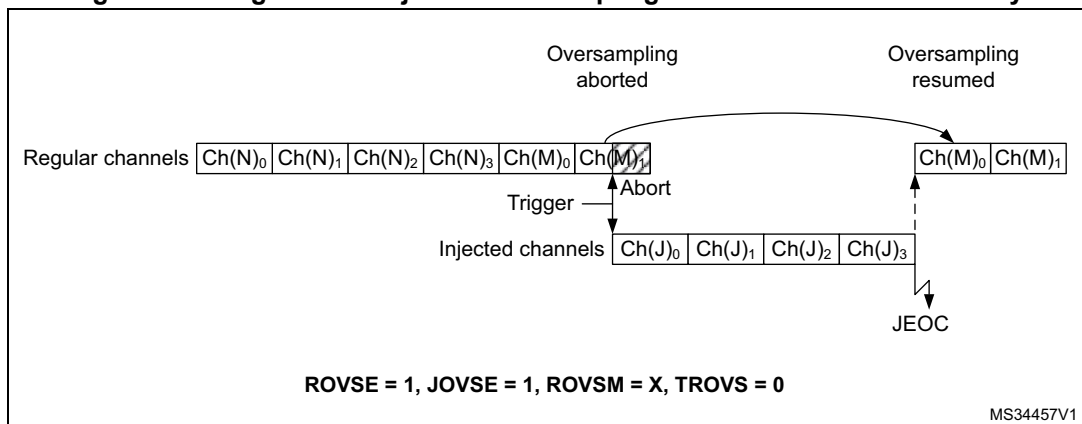 Oversampling aborted
Oversampling resumed
Regular channels Ch(N)₀ Ch(N)₁ Ch(N)₂ Ch(N)₃ Ch(M)₀ Ch(M)₁ Ch(M)₀ Ch(M)₁
Abort
Trigger
Injected channels Ch(J)₀ Ch(J)₁ Ch(J)₂ Ch(J)₃
JEOC
ROVSE = 1, JOVSE = 1, ROVSM = X, TROVS = 0
MS34457V1